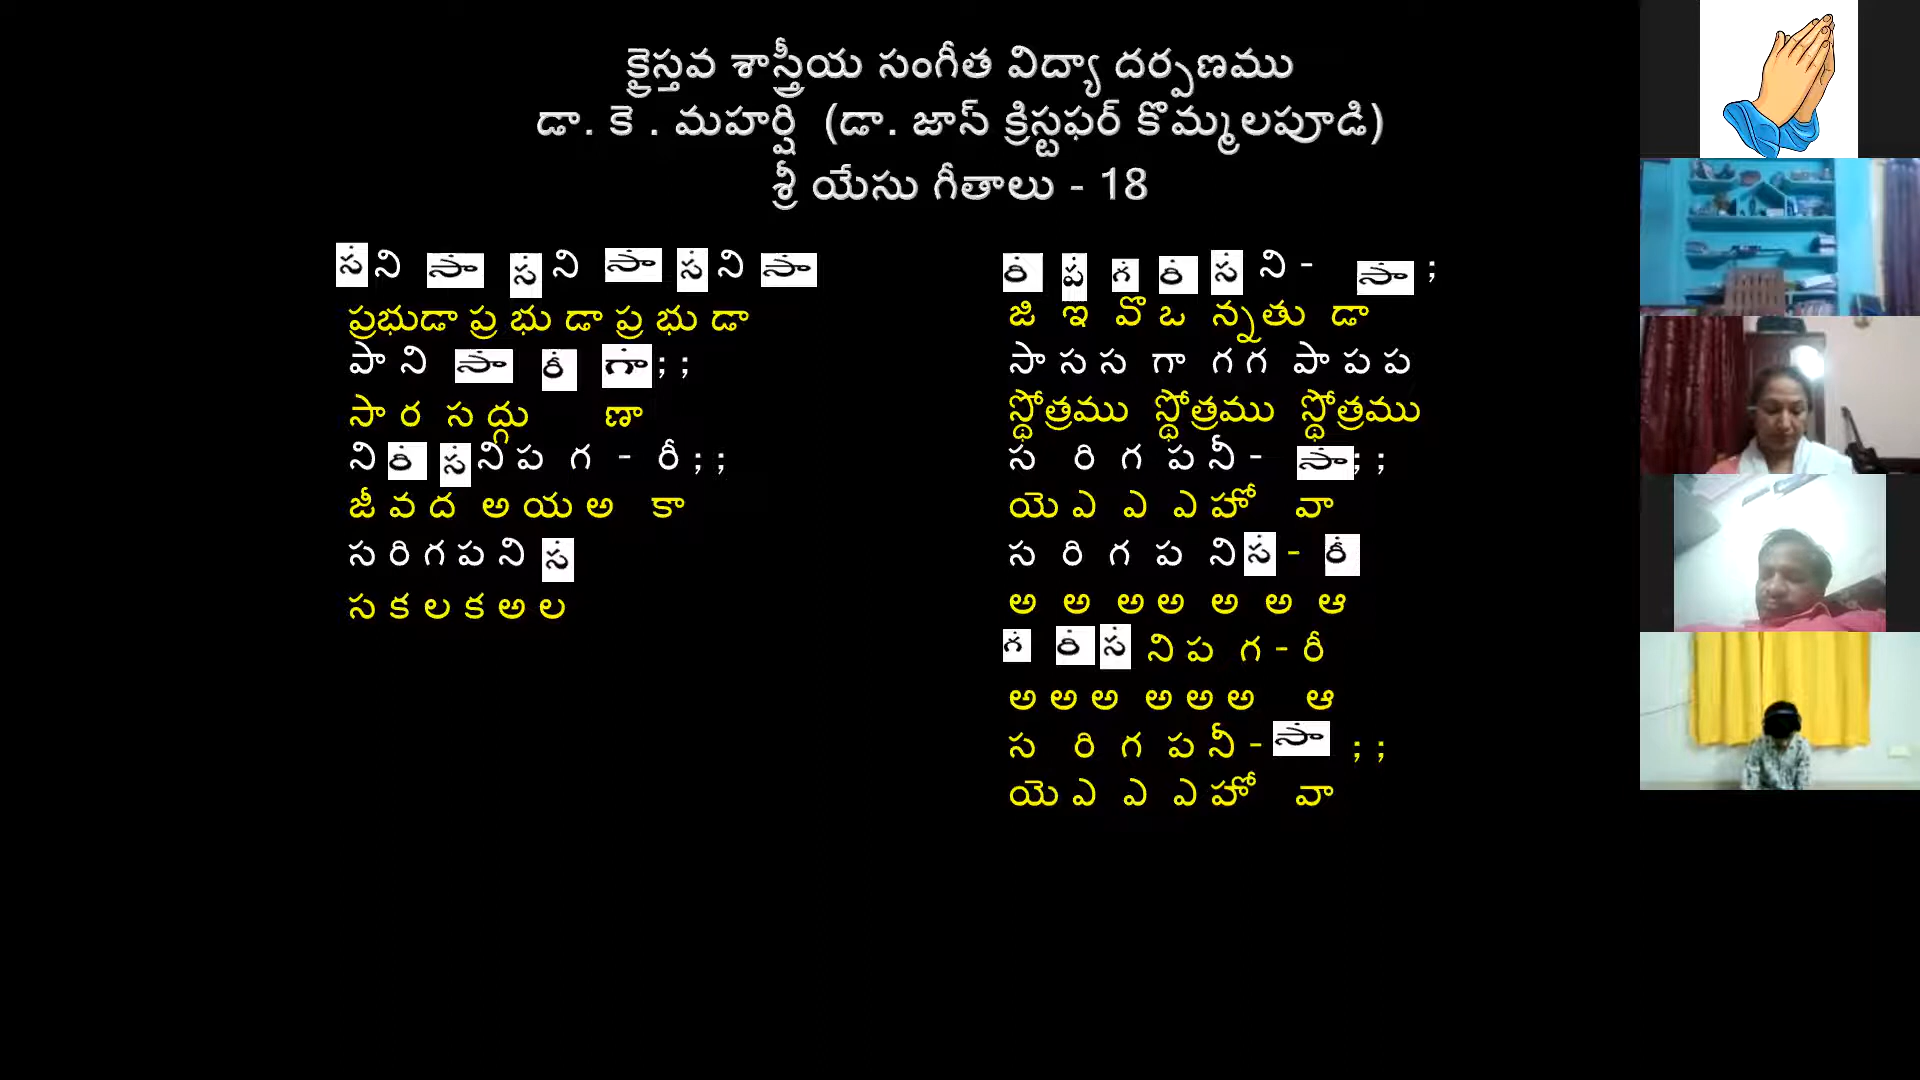 క్రైస్తవ శాస్త్రీయ సంగీత విద్యా దర్పణము
డా. కె . మహర్షి (డా. జాన్ క్రిస్టఫర్ కొమ్మలపూడి)
శ్రీ యేసు గీతాలు - 18
సఁ ని సాఁ సఁ ని సాఁ సఁ ని సాఁ
ప్రభుడా ప్ర భు డా ప్ర భు డా
పా ని సాఁ రీఁ గాఁ ; ;
సా ర స ద్గు ణా
ని రిఁ సఁ ని ప గ - రీ ; ;
జీ వ ద అ య అ కా
స రి గ ప ని సఁ
స క ల క అ ల
రిఁ పఁ గఁ రిఁ సఁ ని - సాఁ ;
జి ఇ వొ ఒ న్నతు డా
సా స స గా గ గ పా ప ప
స్థోత్రము స్థోత్రము స్థోత్రము
స రి గ ప నీ - సాఁ ; ;
యె ఎ ఎ ఎ హో వా
స రి గ ప ని సఁ - రీఁ
అ అ అ అ అ అ ఆ
గఁ రిఁ సఁ ని ప గ - రీ
అ అ అ అ అ అ ఆ
స రి గ ప నీ - సాఁ ; ;
యె ఎ ఎ ఎ హో వా